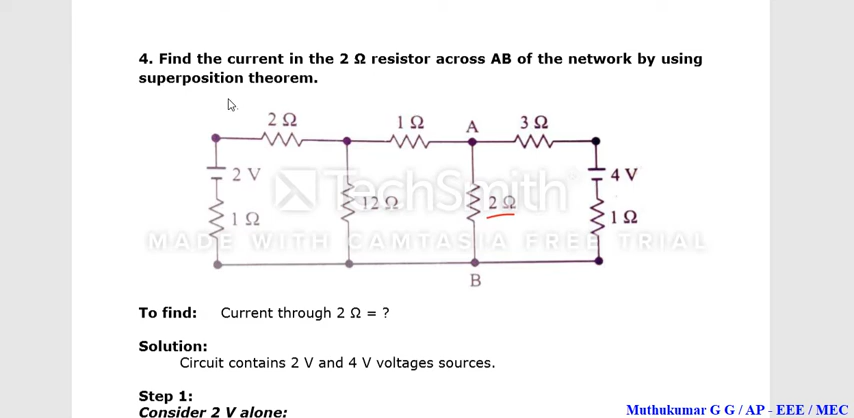 4. Find the current in the 2 Ω resistor across AB of the network by using
superposition theorem.
2 Ω
1 Ω
A
3 Ω
2 V
4 V
12 Ω
2 Ω
1 Ω
1 Ω
TechSmith
MADE WITH CAMTASIA FREE TRIAL
B
To find: Current through 2 Ω = ?
Solution:
Circuit contains 2 V and 4 V voltages sources.
Step 1:
Consider 2 V alone:
Muthukumar G G / AP - EEE / MEC